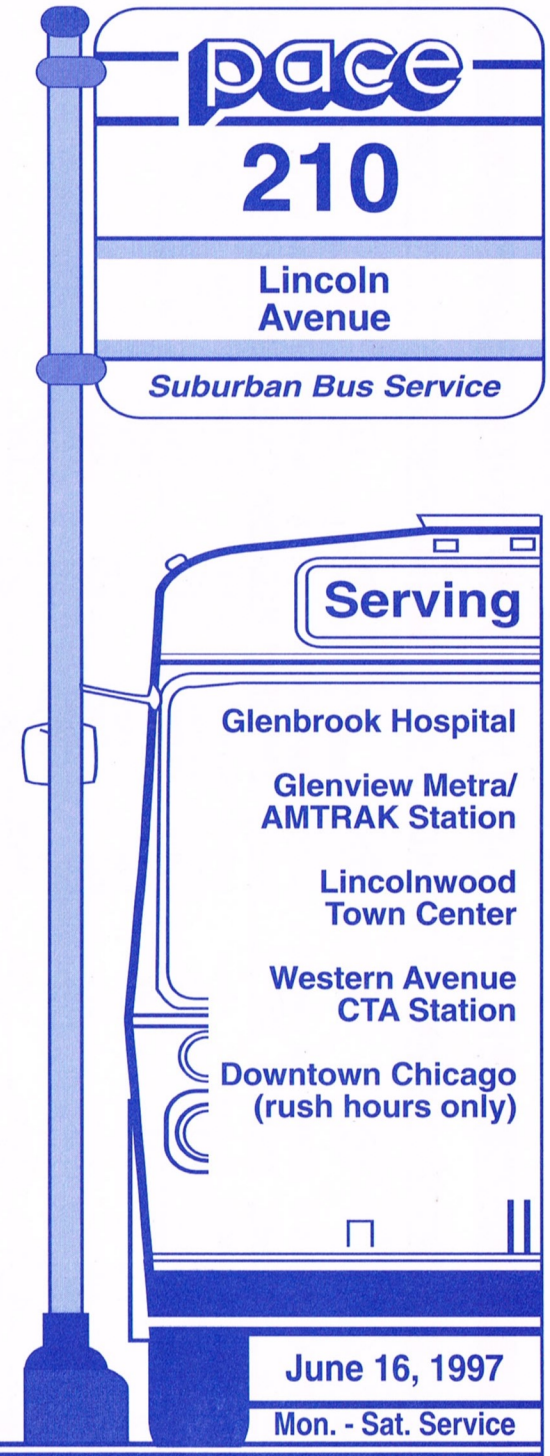 pace
210
Lincoln
Avenue
Suburban Bus Service
Serving
Glenbrook Hospital
Glenview Metra/
AMTRAK Station
Lincolnwood
Town Center
Western Avenue
CTA Station
Downtown Chicago
(rush hours only)
June 16, 1997
Mon. - Sat. Service